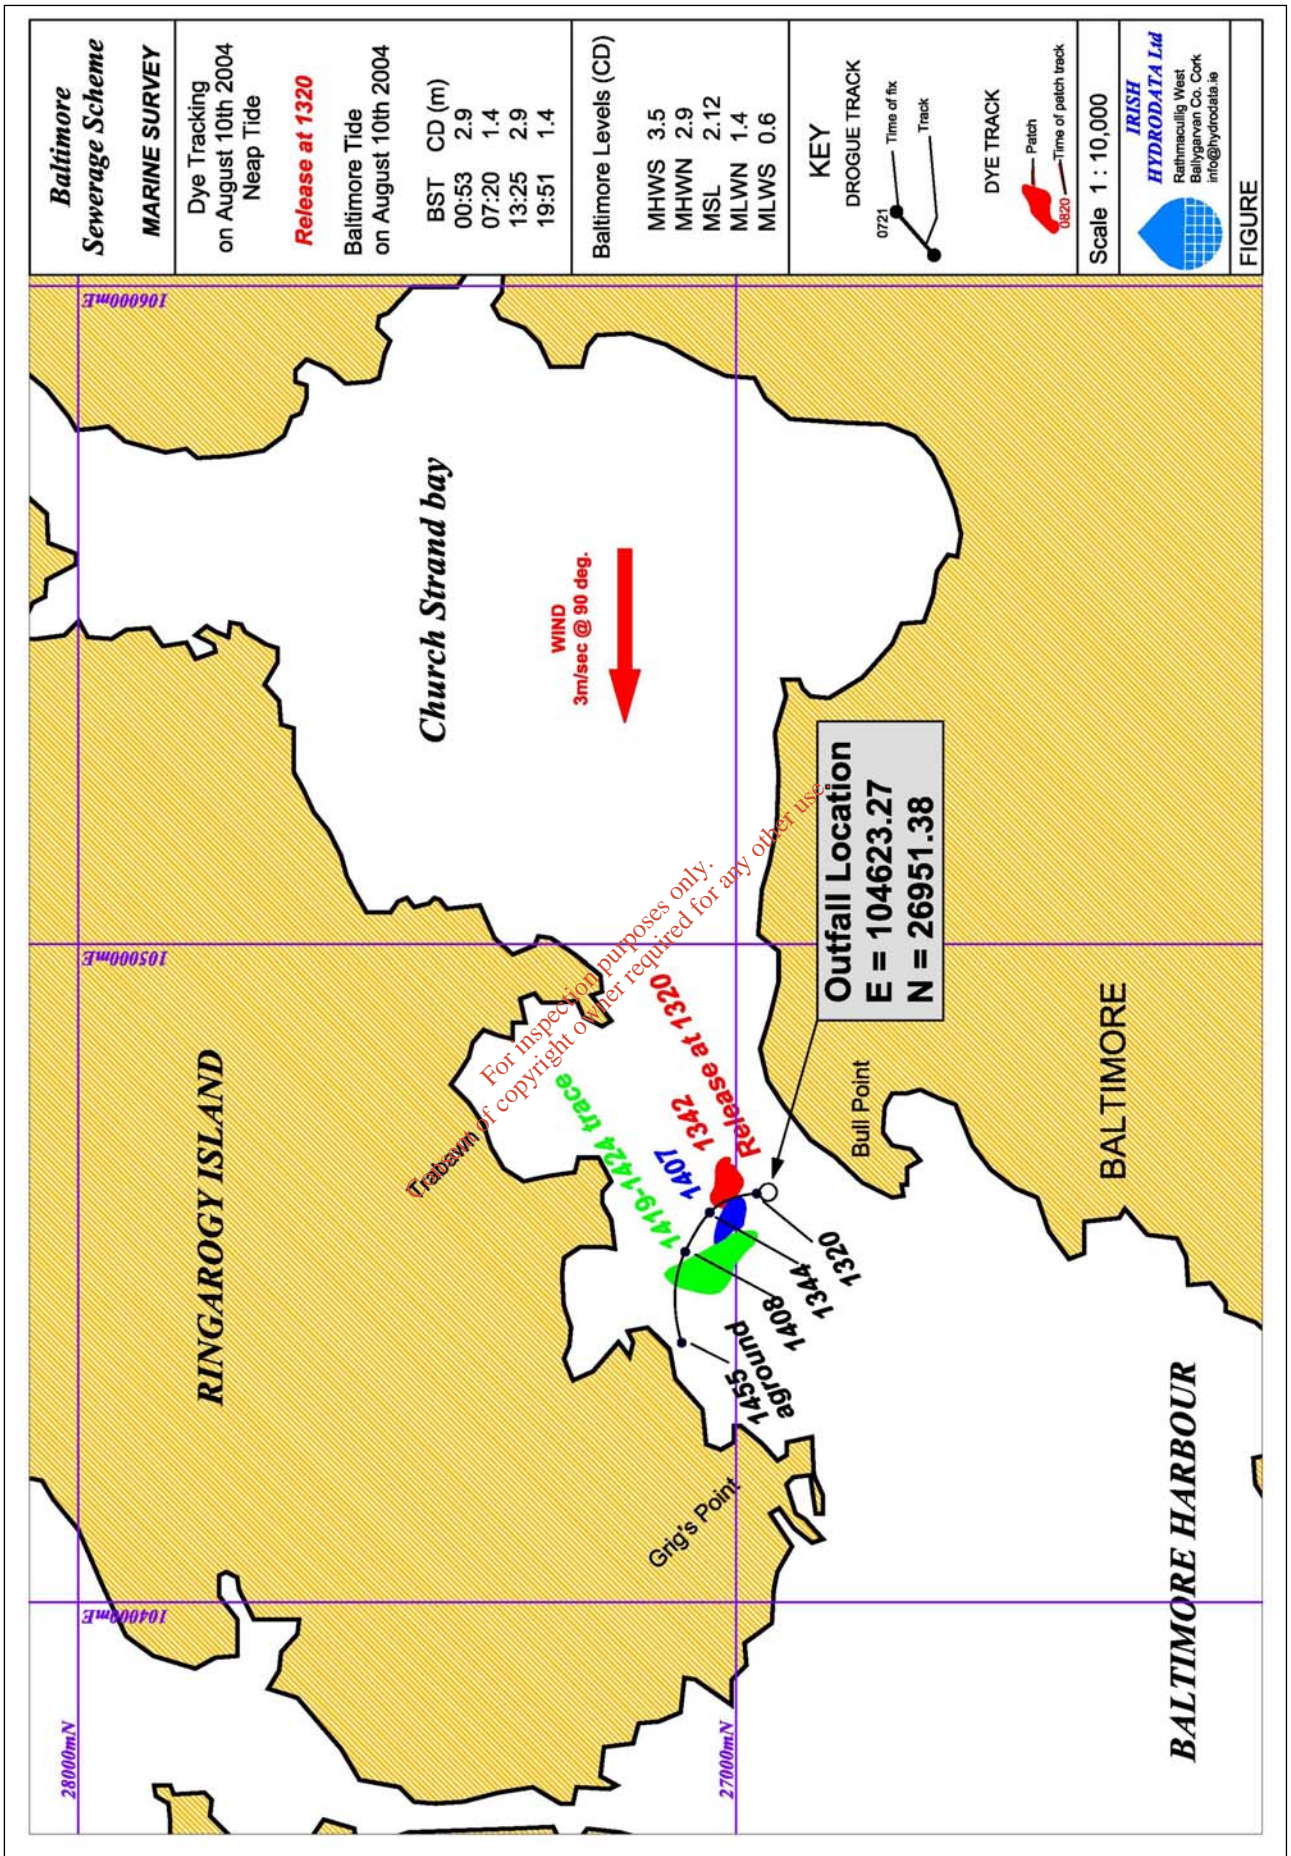 Baltimore
Sewerage Scheme
MARINE SURVEY
Dye Tracking
on August 10th 2004
Neap Tide
Release at 1320
Baltimore Tide
on August 10th 2004
BST CD (m)
00:53 2.9
07:20 1.4
13:25 2.9
19:51 1.4
Baltimore Levels (CD)
MHWS 3.5
MHWN 2.9
MSL 2.12
MLWN 1.4
MLWS 0.6
KEY
DROGUE TRACK
0721
Time of fix
Track
DYE TRACK
Patch
0820
Time of patch track
Scale 1 : 10,000
IRISH
HYDRODATA Ltd
Rathmacullig West
Ballygarvan Co. Cork
info@hydrodata.ie
FIGURE
28000mN
27000mN
104000mE
105000mE
106000mE
RINGAROGY ISLAND
Church Strand bay
WIND
3m/sec @ 90 deg.
Trabawn
For inspection purposes only.
of copyright owner required for any other use.
1419-1424 trace
1407
1342
Release at 1320
1455
aground
1408
1344
1320
Outfall Location
E = 104623.27
N = 26951.38
Bull Point
Grig's Point
BALTIMORE
BALTIMORE HARBOUR